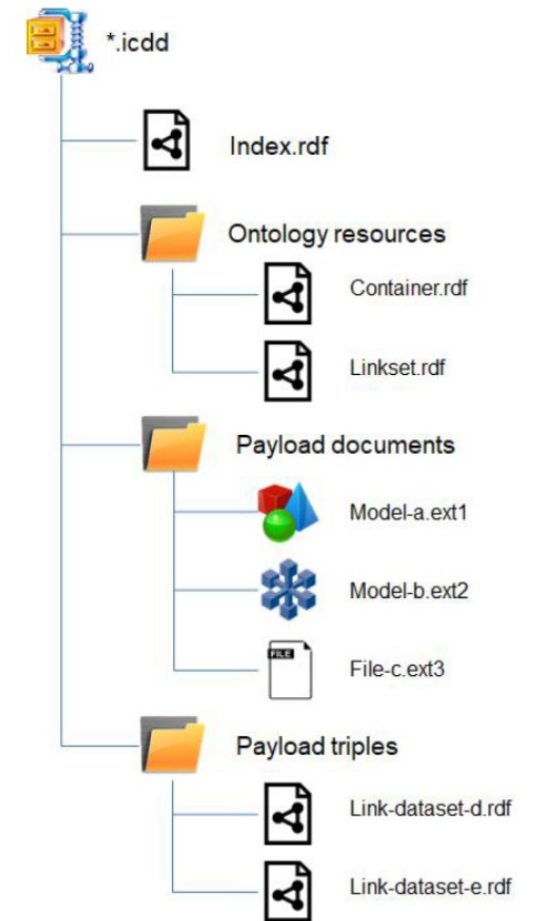 *.icdd
Index.rdf
Ontology resources
Container.rdf
Linkset.rdf
Payload documents
Model-a.ext1
Model-b.ext2
FILE
File-c.ext3
Payload triples
Link-dataset-d.rdf
Link-dataset-e.rdf